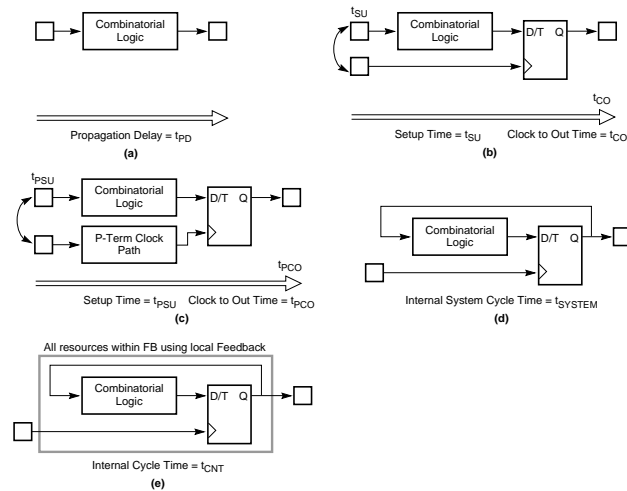 Combinatorial
Logic
Propagation Delay = tPD
(a)
tSU
Combinatorial
Logic
D/T Q
tCO
Setup Time = tSU Clock to Out Time = tCO
(b)
tPSU
Combinatorial
Logic
P-Term Clock
Path
D/T Q
tPCO
Setup Time = tPSU Clock to Out Time = tPCO
(c)
Combinatorial
Logic
D/T Q
Internal System Cycle Time = tSYSTEM
(d)
All resources within FB using local Feedback
Combinatorial
Logic
D/T Q
Internal Cycle Time = tCNT
(e)